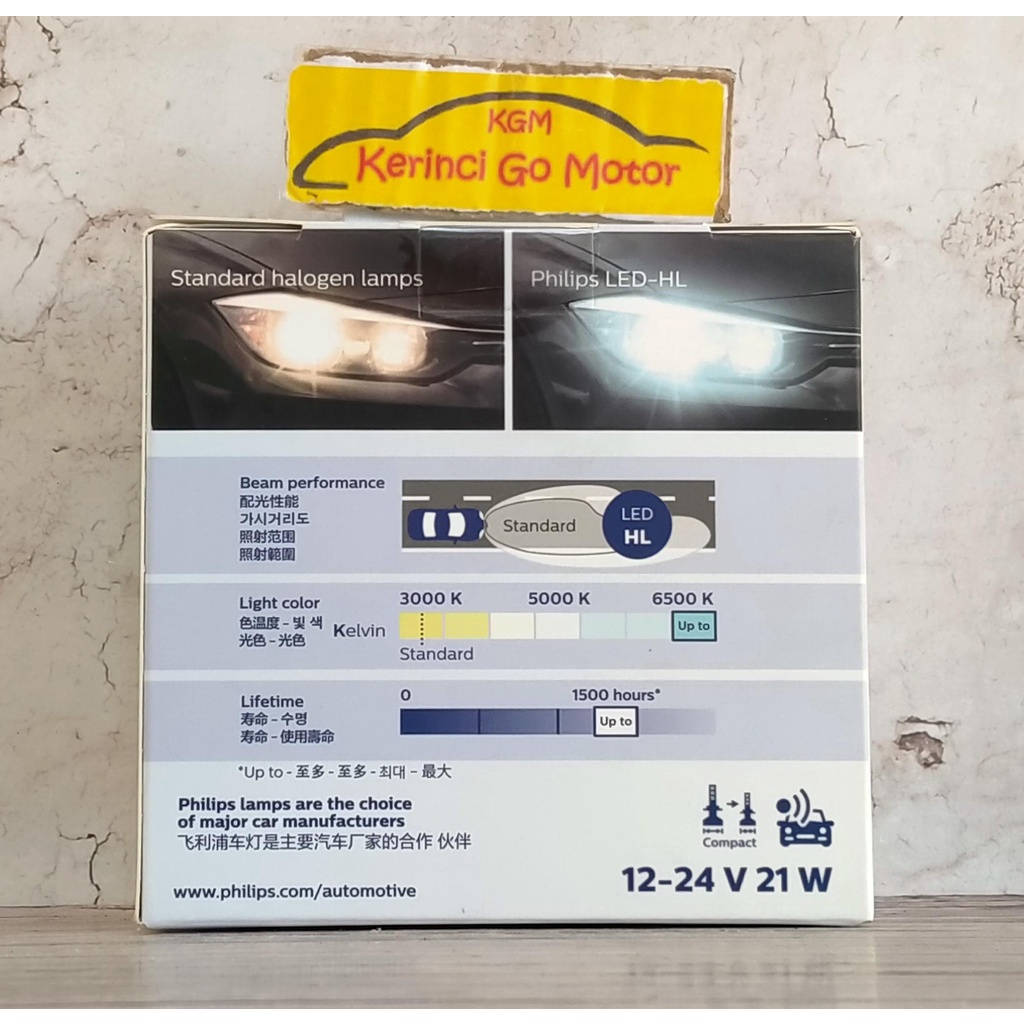 KGM
Kerinci Go Motor
Standard halogen lamps
Philips LED-HL
Beam performance
配光性能
가시거리도
照射范围
照射範圍
Standard
LED
HL
Light color
色温度 - 빛 색
光色 - 光色
Kelvin
3000 K 5000 K 6500 K
Up to
Standard
Lifetime
寿命 - 수명
寿命 - 使用壽命
0 1500 hours*
Up to
*Up to - 至多 - 至多 - 최대 - 最大
Philips lamps are the choice
of major car manufacturers
飞利浦车灯是主要汽车厂家的合作 伙伴
Compact
www.philips.com/automotive
12-24 V 21 W